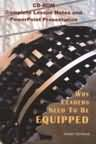 CD-ROM
Complete Lesson Notes and
PowerPoint Presentation
WHY
LEADERS
NEED TO BE
EQUIPPED